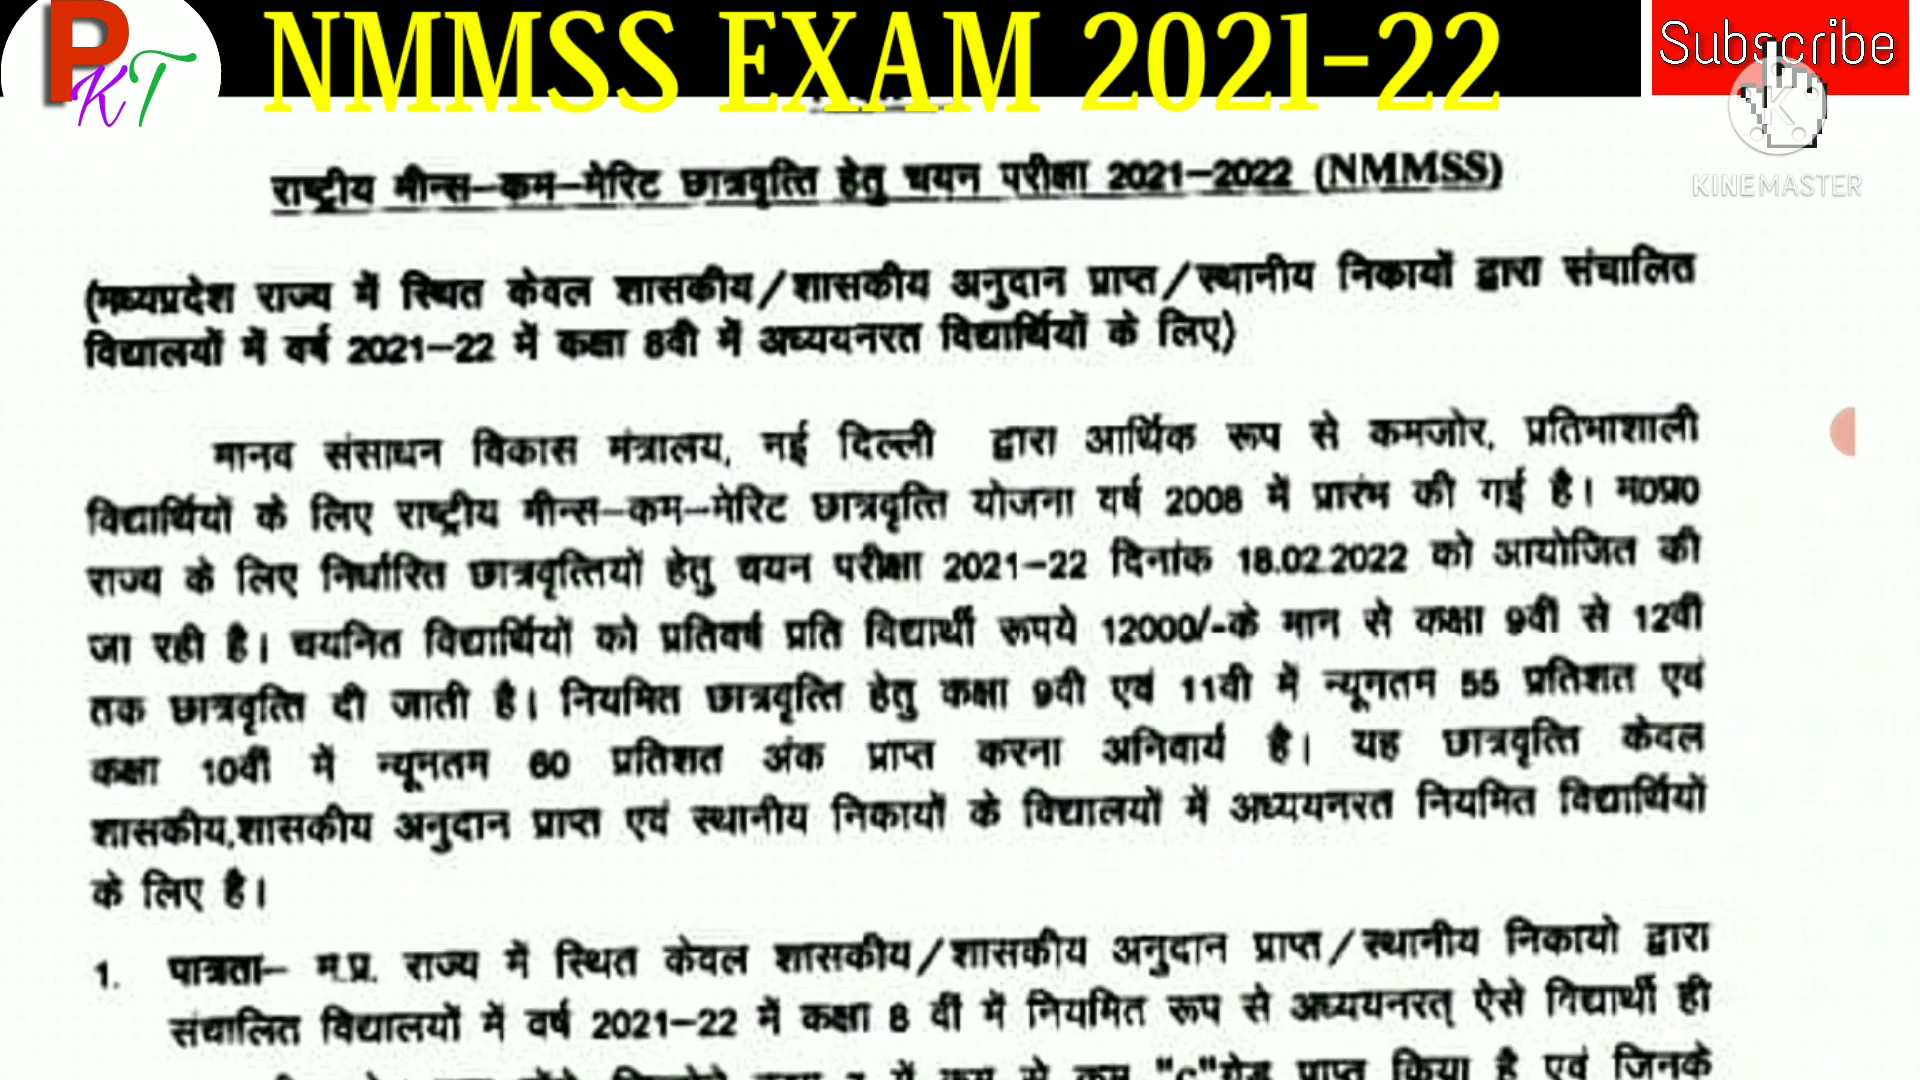 PKT
NMMSS EXAM 2021-22
Subscribe
KINEMASTER
राष्ट्रीय मीन्स-कम-मेरिट छात्रवृत्ति हेतु चयन परीक्षा 2021-2022 (NMMSS)
(मध्यप्रदेश राज्य में स्थित केवल शासकीय/शासकीय अनुदान प्राप्त/स्थानीय निकायों द्वारा संचालित
विद्यालयों में वर्ष 2021-22 में कक्षा 8वी में अध्ययनरत विद्यार्थियों के लिए)
मानव संसाधन विकास मंत्रालय, नई दिल्ली द्वारा आर्थिक रूप से कमजोर, प्रतिभाशाली
विद्यार्थियों के लिए राष्ट्रीय मीन्स-कम-मेरिट छात्रवृत्ति योजना वर्ष 2008 में प्रारंभ की गई है। म0प्र0
राज्य के लिए निर्धारित छात्रवृत्तियों हेतु चयन परीक्षा 2021-22 दिनांक 18.02.2022 को आयोजित की
जा रही है। चयनित विद्यार्थियों को प्रतिवर्ष प्रति विद्यार्थी रूपये 12000/-के मान से कक्षा 9वीं से 12वीं
तक छात्रवृत्ति दी जाती है। नियमित छात्रवृत्ति हेतु कक्षा 9वी एवं 11वी में न्यूनतम 55 प्रतिशत एवं
कक्षा 10वीं में न्यूनतम 60 प्रतिशत अंक प्राप्त करना अनिवार्य है। यह छात्रवृत्ति केवल
शासकीय,शासकीय अनुदान प्राप्त एवं स्थानीय निकायों के विद्यालयों में अध्ययनरत नियमित विद्यार्थियों
के लिए है।
1. पात्रता- म.प्र. राज्य में स्थित केवल शासकीय/शासकीय अनुदान प्राप्त/स्थानीय निकायो द्वारा
संचालित विद्यालयों में वर्ष 2021-22 में कक्षा 8 वीं में नियमित रूप से अध्ययनरत् ऐसे विद्यार्थी ही
"c"ग्रेड प्राप्त किया है एवं जिनके